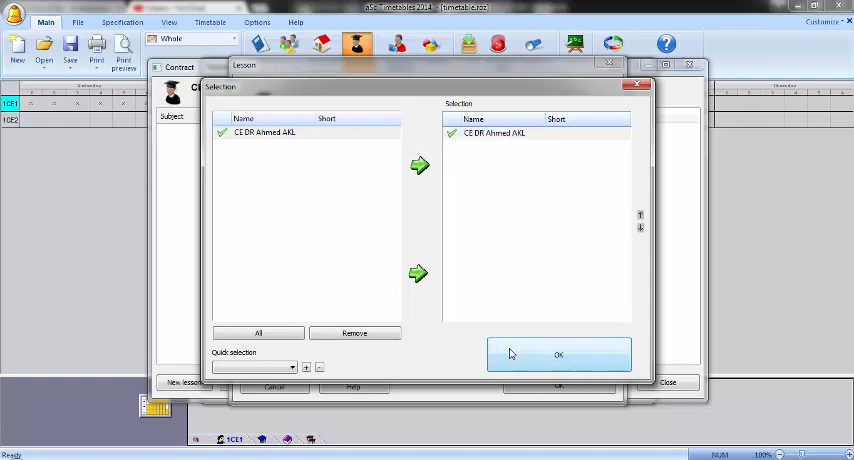 aSc Timetables 2014 - [timetable.roz]
Main File Specification View Timetable Options Help
Customize
Whole
New Open Save Print Print preview
Contract
Lesson
Selection
Selection
1CE1
1CE2
Subject
Name Short
CE DR Ahmed AKL
Name Short
CE DR Ahmed AKL
All Remove
OK
Quick selection
+ -
New lesson
Cancel Help OK
Close
1CE1
Ready
NUM 100%